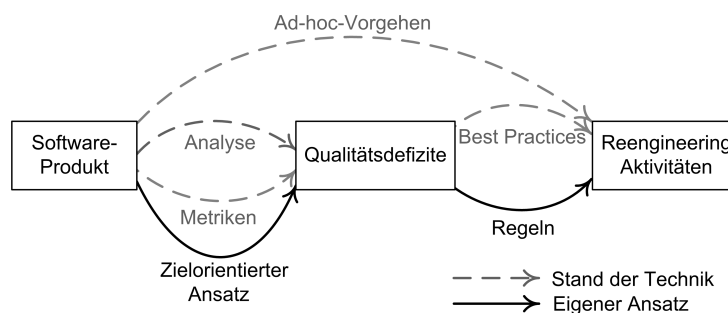 Ad-hoc-Vorgehen
Software-
Produkt
Analyse
Metriken
Zielorientierter
Ansatz
Qualitätsdefizite
Best Practices
Regeln
Reengineering
Aktivitäten
Stand der Technik
Eigener Ansatz